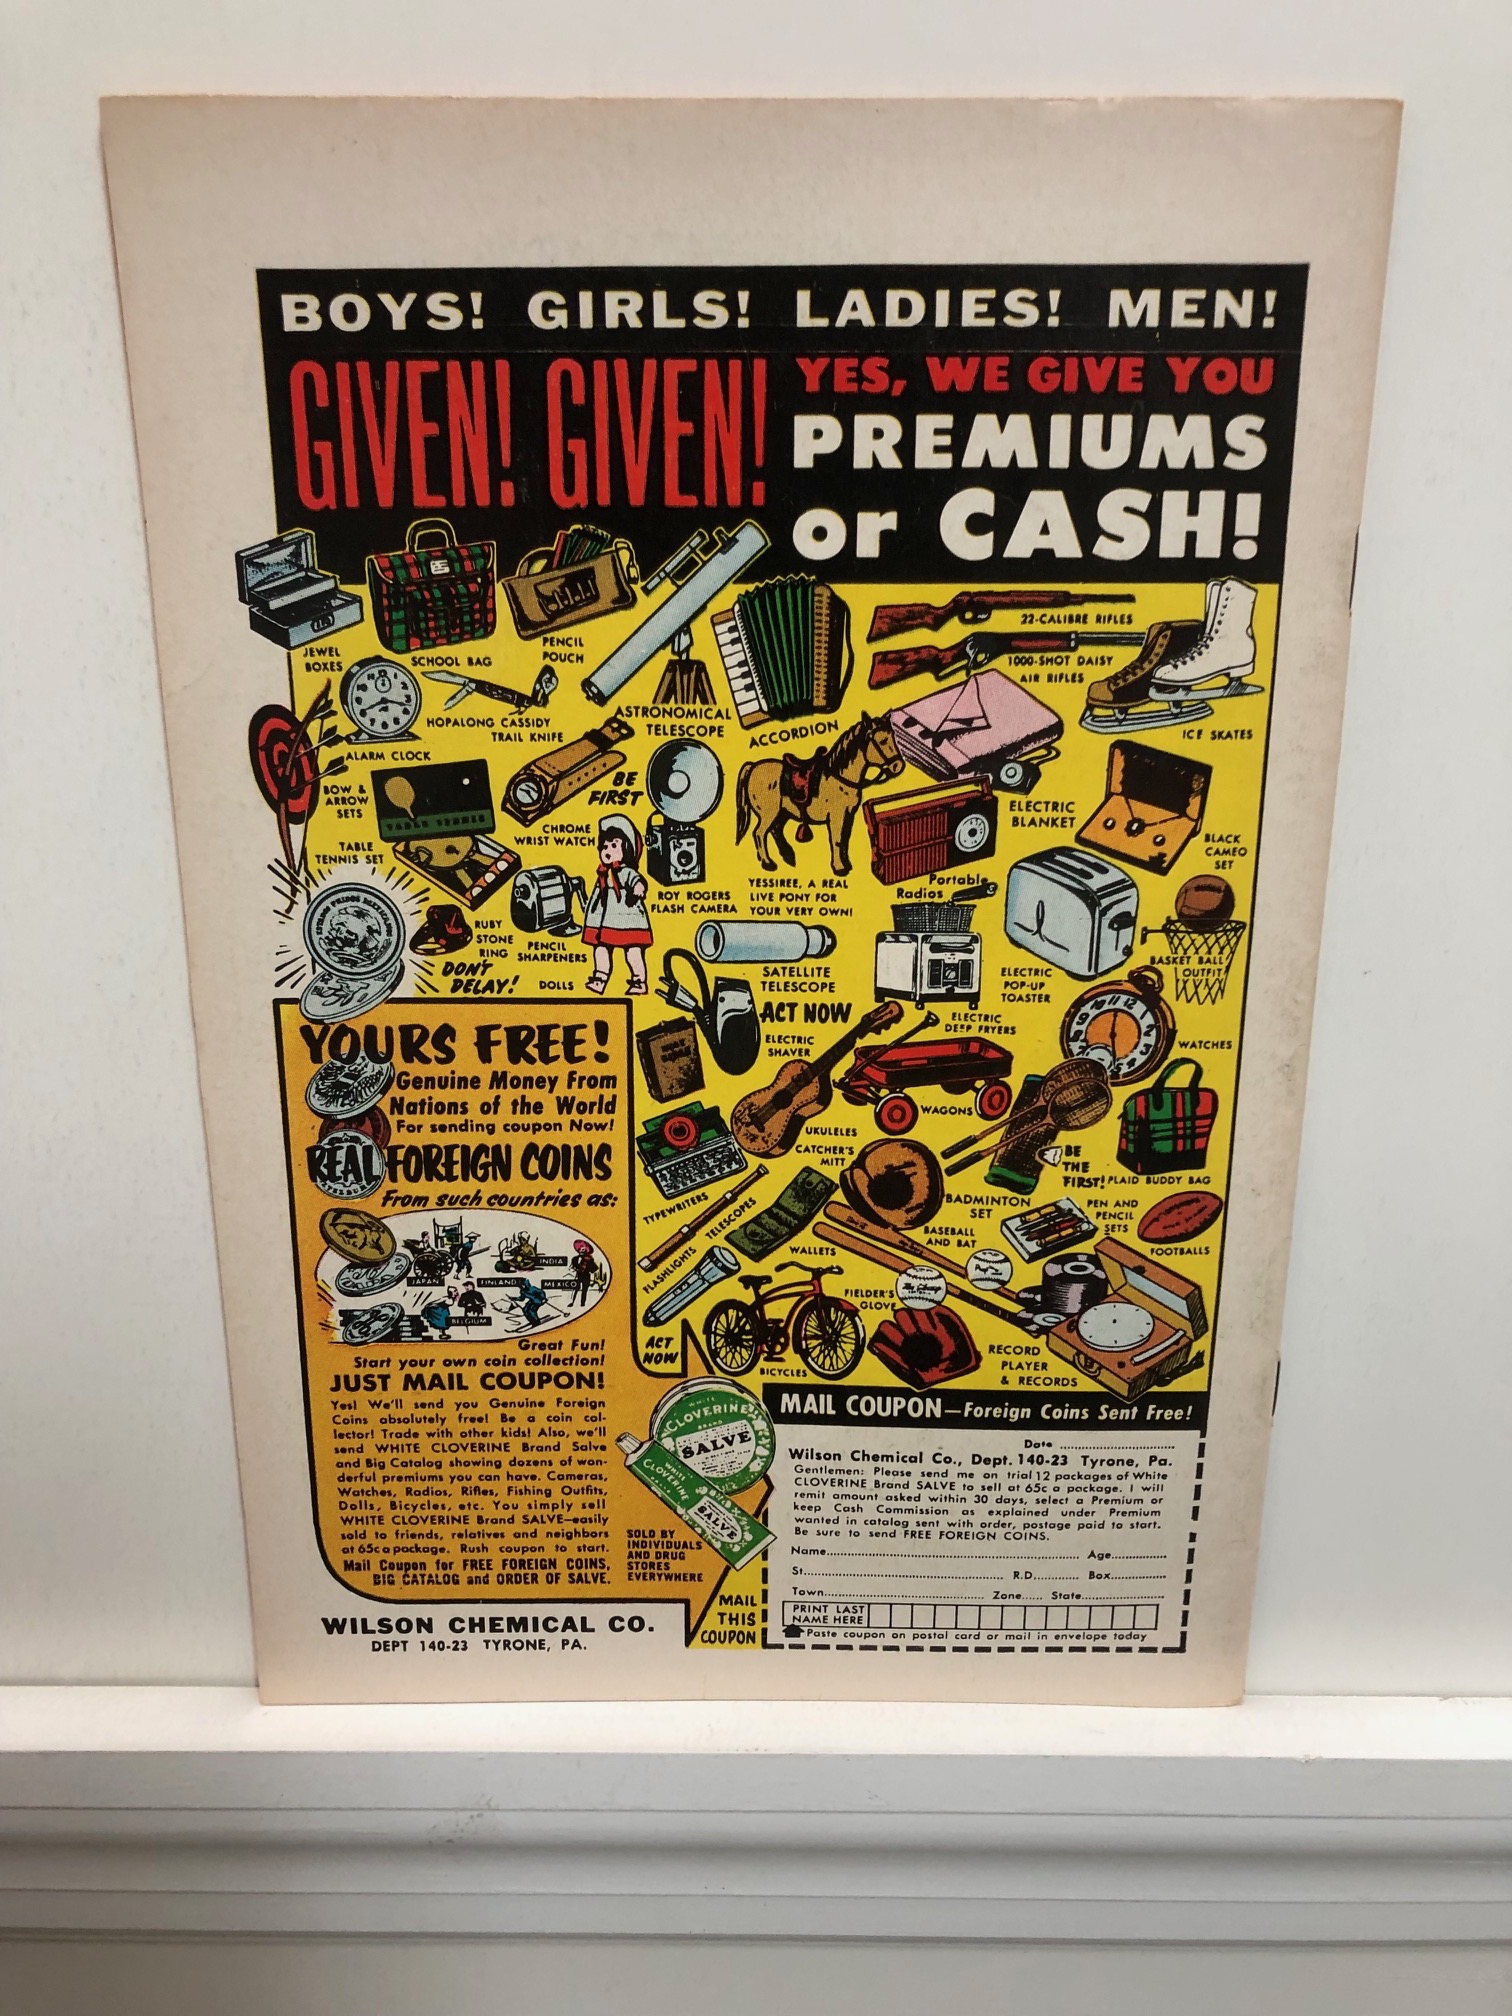 BOYS! GIRLS! LADIES! MEN!
GIVEN! GIVEN!
YES, WE GIVE YOU
PREMIUMS
or CASH!
JEWEL
BOXES
SCHOOL BAG
PENCIL
POUCH
ASTRONOMICAL
TELESCOPE
ACCORDION
22-CALIBRE RIFLES
1000-SHOT DAISY
AIR RIFLES
ICE SKATES
ALARM CLOCK
HOPALONG CASSIDY
TRAIL KNIFE
BOW &
ARROW
SETS
TABLE TENNIS
TABLE
TENNIS SET
CHROME
WRIST WATCH
BE
FIRST
ROY ROGERS
FLASH CAMERA
YESSIREE, A REAL
LIVE PONY FOR
YOUR VERY OWN!
Portable
Radios
ELECTRIC
BLANKET
BLACK
CAMEO
SET
RUBY
STONE
RING
PENCIL
SHARPENERS
DON'T
DELAY!
DOLLS
SATELLITE
TELESCOPE
ELECTRIC
POP-UP
TOASTER
BASKET BALL
OUTFIT
ACT NOW
ELECTRIC
SHAVER
ELECTRIC
DEEP FRYERS
WATCHES
HOLY BIBLE
UKULELES
WAGONS
CATCHER'S
MITT
BE
THE
FIRST!
PLAID BUDDY BAG
TYPEWRITERS
TELESCOPES
WALLETS
BADMINTON
SET
BASEBALL
AND BAT
PEN AND
PENCIL
SETS
FOOTBALLS
FLASHLIGHTS
BICYCLES
FIELDER'S
GLOVE
RECORD
PLAYER
& RECORDS
ACT
NOW
YOURS FREE!
Genuine Money From
Nations of the World
For sending coupon Now!
REAL FOREIGN COINS
From such countries as:
JAPAN
FINLAND
INDIA
MEXICO
BELGIUM
Great Fun!
Start your own coin collection!
JUST MAIL COUPON!
Yes! We'll send you Genuine Foreign
Coins absolutely free! Be a coin col-
lector! Trade with other kids! Also, we'll
send WHITE CLOVERINE Brand Salve
and Big Catalog showing dozens of won-
derful premiums you can have. Cameras,
Watches, Radios, Rifles, Fishing Outfits,
Dolls, Bicycles, etc. You simply sell
WHITE CLOVERINE Brand SALVE—easily
sold to friends, relatives and neighbors
at 65c a package. Rush coupon to start.
Mail Coupon for FREE FOREIGN COINS,
BIG CATALOG and ORDER OF SALVE.
WHITE
CLOVERINE
BRAND
SALVE
WHITE
CLOVERINE
BRAND
SALVE
SOLD BY
INDIVIDUALS
AND DRUG
STORES
EVERYWHERE
WILSON CHEMICAL CO.
DEPT 140-23 TYRONE, PA.
MAIL
THIS
COUPON
MAIL COUPON—Foreign Coins Sent Free!
Date
Wilson Chemical Co., Dept. 140-23 Tyrone, Pa.
Gentlemen: Please send me on trial 12 packages of White
CLOVERINE Brand SALVE to sell at 65c a package. I will
remit amount asked within 30 days, select a Premium or
keep Cash Commission as explained under Premium
wanted in catalog sent with order, postage paid to start.
Be sure to send FREE FOREIGN COINS.
Name Age
St. R.D. Box
Town Zone State
PRINT LAST
NAME HERE
Paste coupon on postal card or mail in envelope today